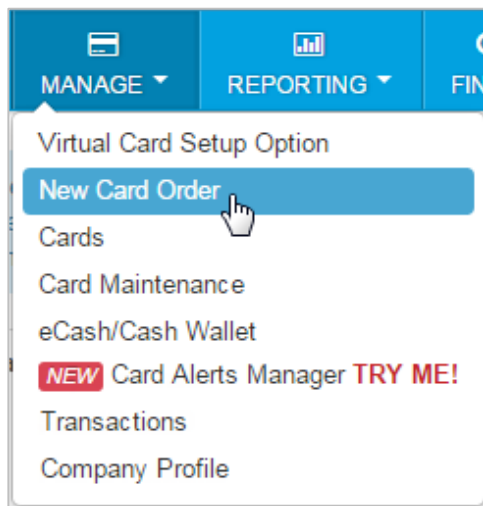 MANAGE REPORTING
Virtual Card Setup Option
New Card Order
Cards
Card Maintenance
eCash/Cash Wallet
NEW Card Alerts Manager TRY ME!
Transactions
Company Profile